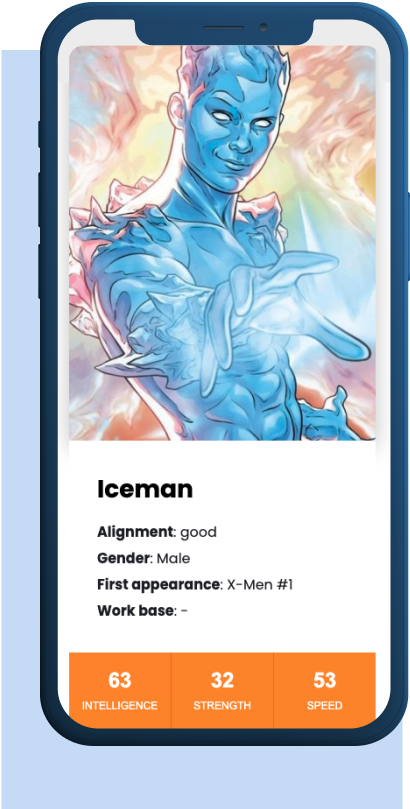 Iceman
Alignment: good
Gender: Male
First appearance: X-Men #1
Work base: -
63 32 53
INTELLIGENCE STRENGTH SPEED